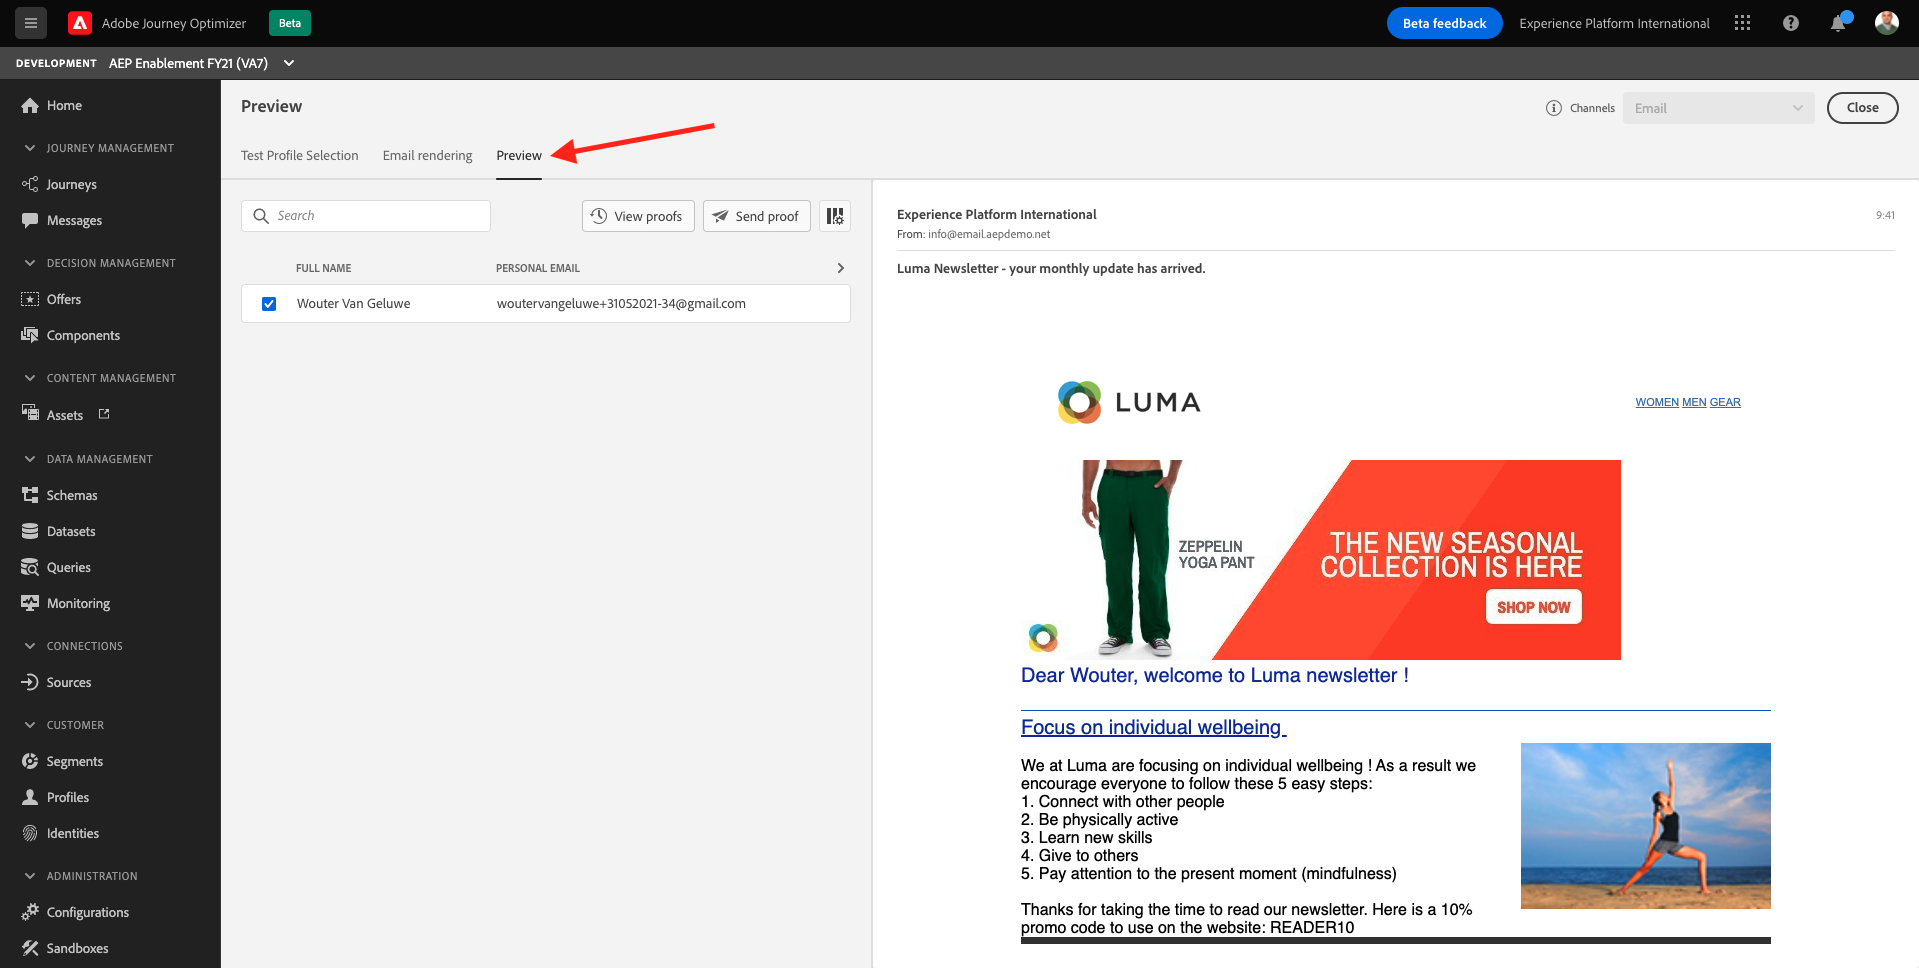 Adobe Journey Optimizer
Beta
Beta feedback
Experience Platform International
DEVELOPMENT AEP Enablement FY21 (VA7)
Home
JOURNEY MANAGEMENT
Journeys
Messages
DECISION MANAGEMENT
Offers
Components
CONTENT MANAGEMENT
Assets
DATA MANAGEMENT
Schemas
Datasets
Queries
Monitoring
CONNECTIONS
Sources
CUSTOMER
Segments
Profiles
Identities
ADMINISTRATION
Configurations
Sandboxes
Preview
Channels
Email
Close
Test Profile Selection
Email rendering
Preview
Search
View proofs
Send proof
FULL NAME
PERSONAL EMAIL
Wouter Van Geluwe
woutervangeluwe+31052021-34@gmail.com
Experience Platform International
9:41
From: info@email.aepdemo.net
Luma Newsletter - your monthly update has arrived.
LUMA
WOMEN MEN GEAR
ZEPPELIN
YOGA PANT
THE NEW SEASONAL
COLLECTION IS HERE
SHOP NOW
Dear Wouter, welcome to Luma newsletter !
Focus on individual wellbeing
We at Luma are focusing on individual wellbeing ! As a result we
encourage everyone to follow these 5 easy steps:
1. Connect with other people
2. Be physically active
3. Learn new skills
4. Give to others
5. Pay attention to the present moment (mindfulness)
Thanks for taking the time to read our newsletter. Here is a 10%
promo code to use on the website: READER10